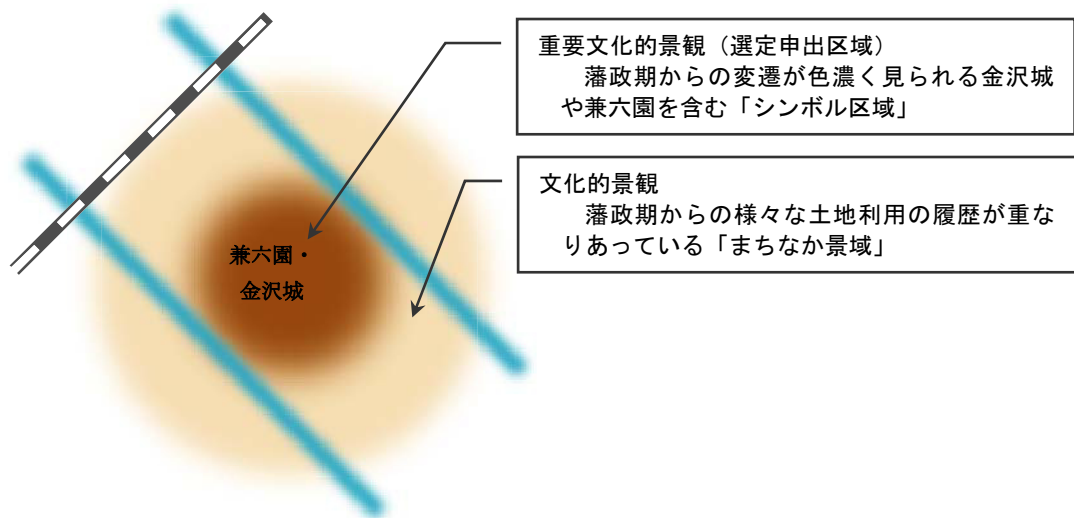 重要文化的景観（選定申出区域）
藩政期からの変遷が色濃く見られる金沢城
や兼六園を含む「シンボル区域」
文化的景観
藩政期からの様々な土地利用の履歴が重な
りあっている「まちなか景域」
兼六園・
金沢城